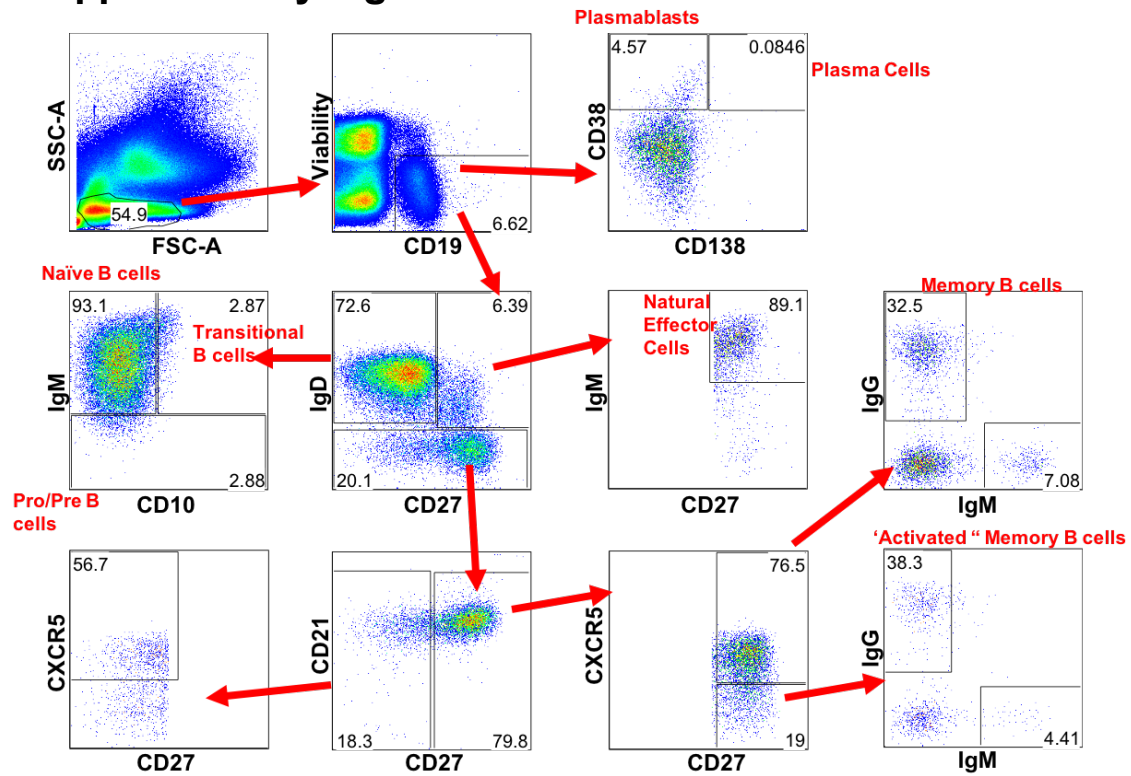 Plasmablasts
4.57
0.0846
Plasma Cells
SSC-A
54.9
FSC-A
Viability
6.62
CD19
CD38
CD138
Naïve B cells
93.1
2.87
Transitional
B cells
IgM
2.88
CD10
72.6
6.39
IgD
20.1
CD27
Natural
Effector
Cells
89.1
IgM
CD27
Memory B cells
32.5
IgG
7.08
IgM
Pro/Pre B
cells
56.7
CXCR5
CD27
CD21
18.3
79.8
CD27
76.5
CXCR5
19
CD27
‘Activated “ Memory B cells
38.3
IgG
4.41
IgM